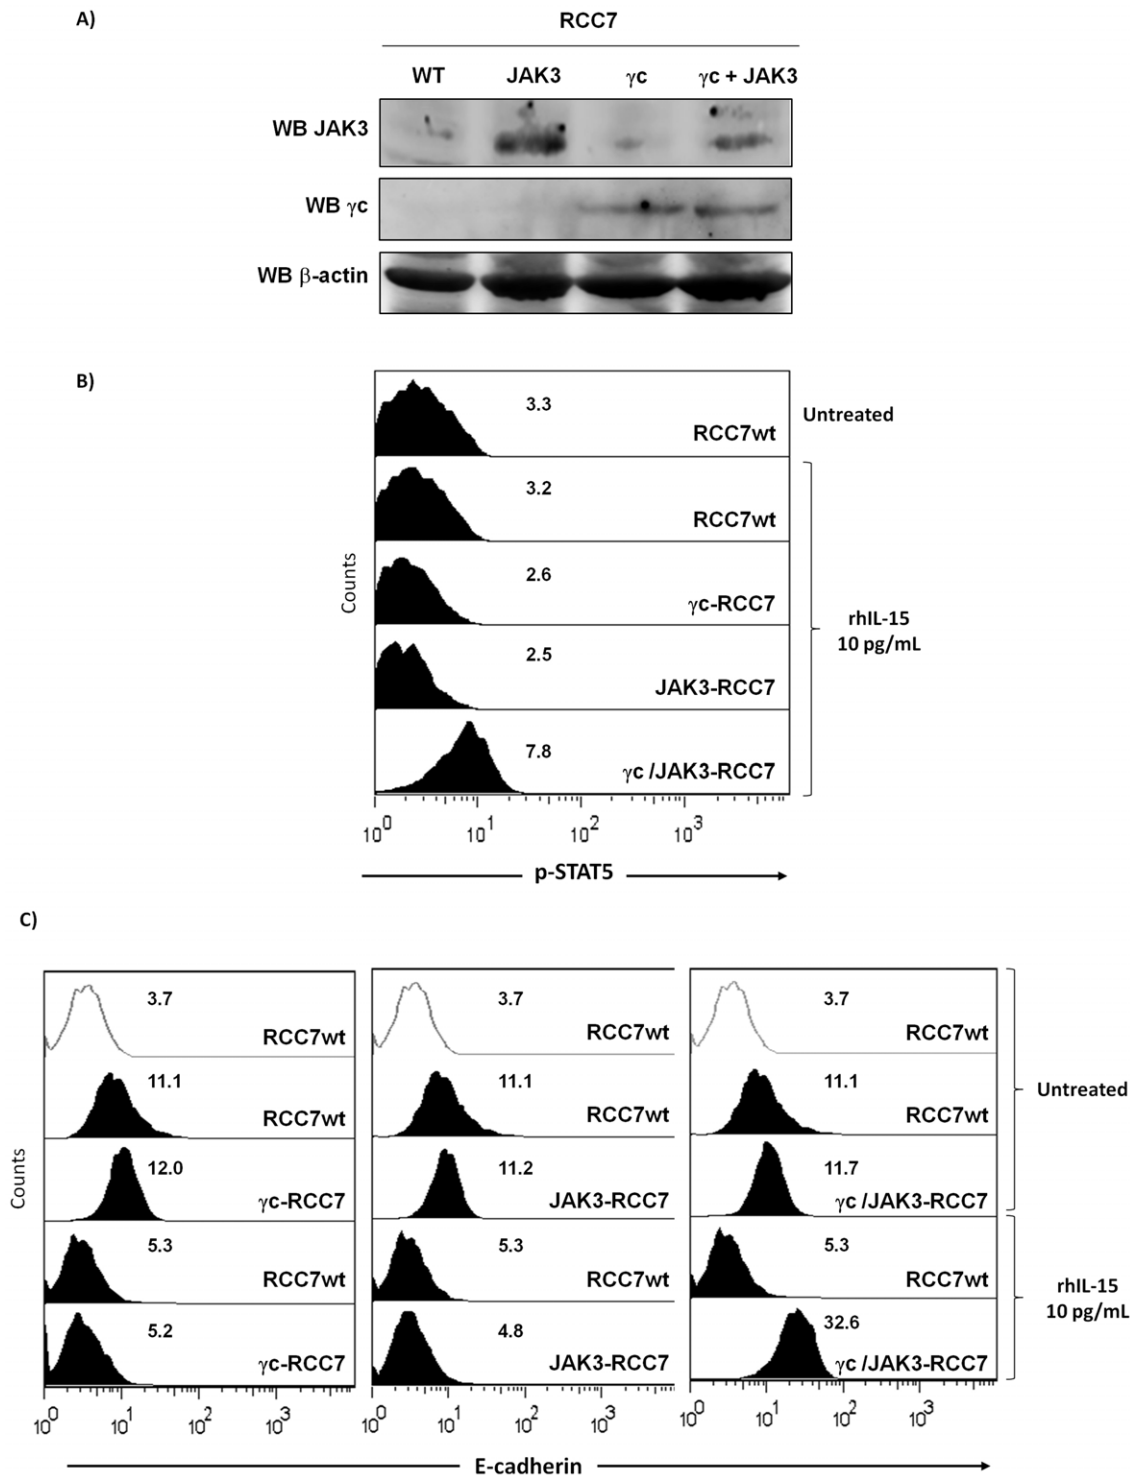 A)
RCC7
WT JAK3 γc γc + JAK3
WB JAK3
WB γc
WB β-actin
B)
3.3
RCC7wt
Untreated
3.2
RCC7wt
2.6
γc-RCC7
2.5
JAK3-RCC7
7.8
γc /JAK3-RCC7
rhIL-15
10 pg/mL
Counts
10⁰ 10¹ 10² 10³
p-STAT5
C)
3.7 3.7 3.7
RCC7wt RCC7wt RCC7wt
11.1 11.1 11.1
RCC7wt RCC7wt RCC7wt
Untreated
12.0 11.2 11.7
γc-RCC7 JAK3-RCC7 γc /JAK3-RCC7
5.3 5.3 5.3
RCC7wt RCC7wt RCC7wt
rhIL-15
10 pg/mL
5.2 4.8 32.6
γc-RCC7 JAK3-RCC7 γc /JAK3-RCC7
Counts
10⁰ 10¹ 10² 10³ 10⁰ 10¹ 10² 10³ 10⁰ 10¹ 10² 10³
E-cadherin